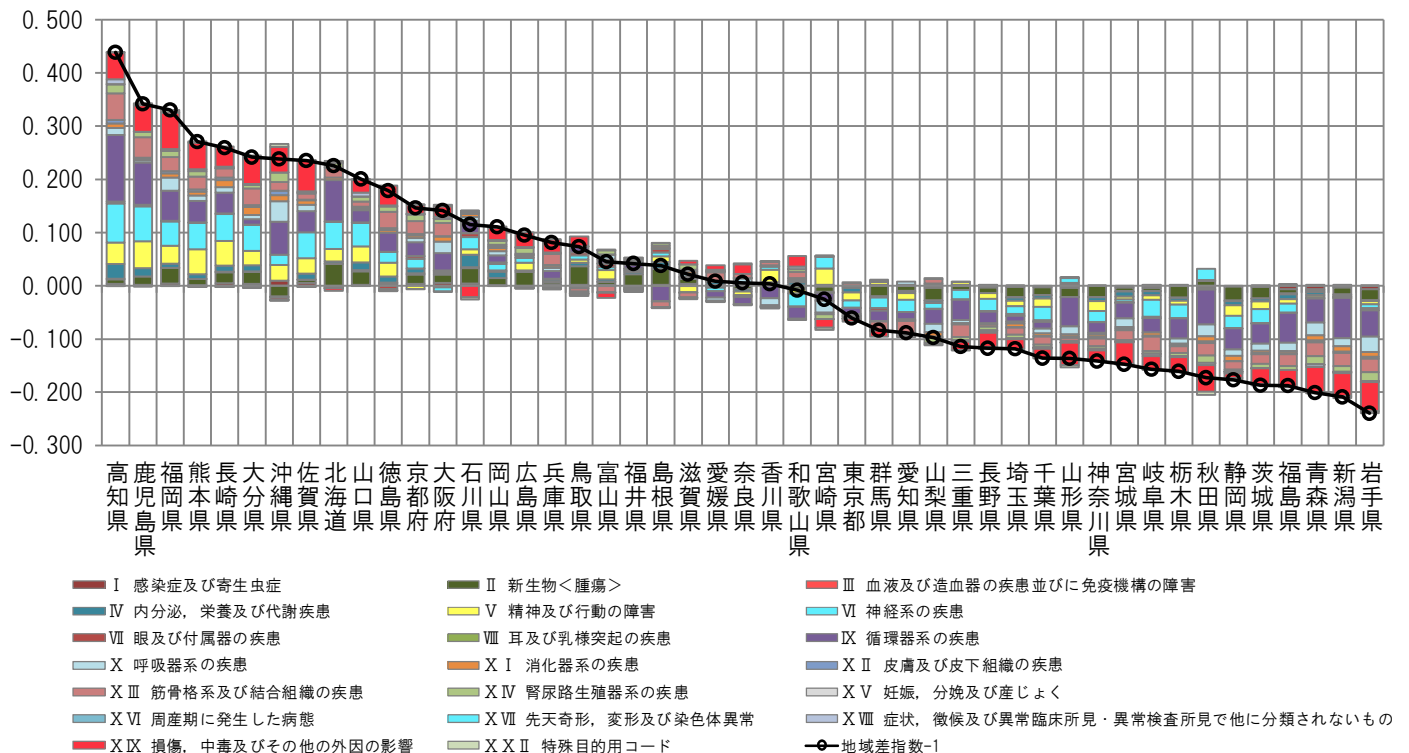 0.500
0.400
0.300
0.200
0.100
0.000
-0.100
-0.200
-0.300
高知県
鹿児島県
福岡県
熊本県
長崎県
大分県
沖縄県
佐賀県
北海道
山口県
徳島県
京都府
大阪府
石川県
岡山県
広島県
兵庫県
鳥取県
富山県
福井県
島根県
滋賀県
愛媛県
奈良県
香川県
和歌山県
宮崎県
東京都
群馬県
愛知県
山梨県
三重県
長野県
埼玉県
千葉県
山形県
神奈川県
宮城県
岐阜県
栃木県
秋田県
静岡県
茨城県
福島県
青森県
新潟県
岩手県
Ⅰ 感染症及び寄生虫症
Ⅱ 新生物<腫瘍>
Ⅲ 血液及び造血器の疾患並びに免疫機構の障害
Ⅳ 内分泌，栄養及び代謝疾患
Ⅴ 精神及び行動の障害
Ⅵ 神経系の疾患
Ⅶ 眼及び付属器の疾患
Ⅷ 耳及び乳様突起の疾患
Ⅸ 循環器系の疾患
Ⅹ 呼吸器系の疾患
ⅩⅠ 消化器系の疾患
ⅩⅡ 皮膚及び皮下組織の疾患
ⅩⅢ 筋骨格系及び結合組織の疾患
ⅩⅣ 腎尿路生殖器系の疾患
ⅩⅤ 妊娠，分娩及び産じょく
ⅩⅥ 周産期に発生した病態
ⅩⅦ 先天奇形，変形及び染色体異常
ⅩⅧ 症状，徴候及び異常臨床所見・異常検査所見で他に分類されないもの
ⅩⅨ 損傷，中毒及びその他の外因の影響
ⅩⅩⅡ 特殊目的用コード
地域差指数-1